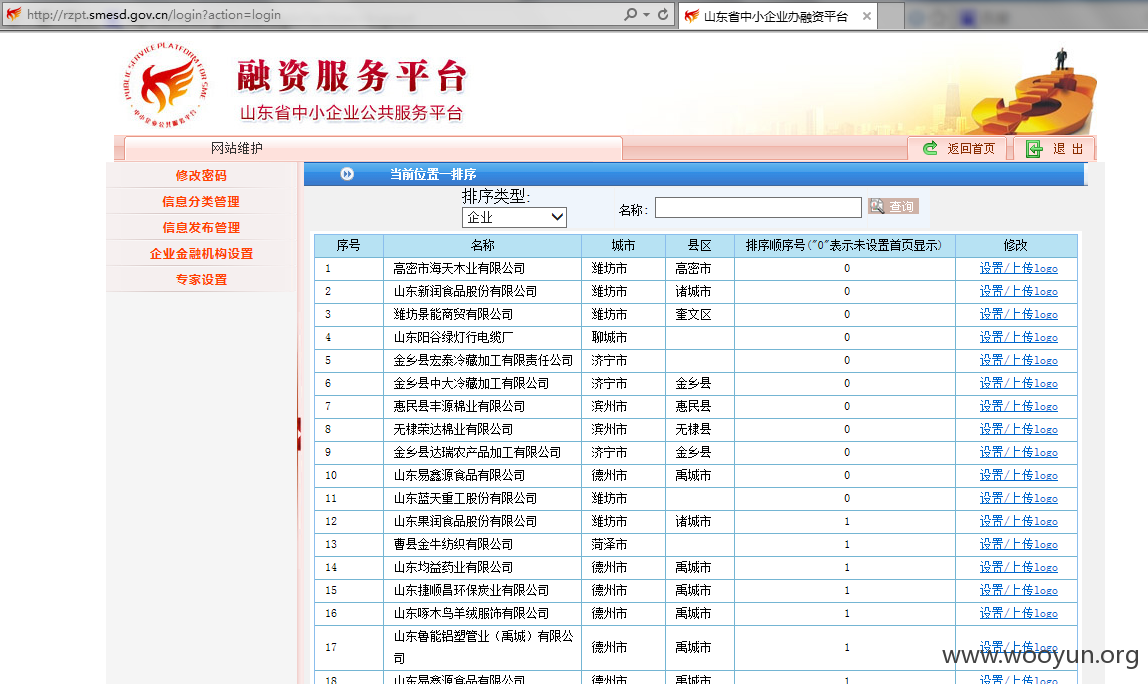 http://rzpt.smesd.gov.cn/login?action=login
山东省中小企业办融资平台
PUBLIC SERVICE PLATFORM FOR SME
中小企业公共服务平台
融资服务平台
山东省中小企业公共服务平台
网站维护
返回首页
退 出
修改密码
信息分类管理
信息发布管理
企业金融机构设置
专家设置
当前位置—排序
排序类型:
企业
名称:
查询
序号 名称 城市 县区 排序顺序号("0"表示未设置首页显示) 修改
1 高密市海天木业有限公司 潍坊市 高密市 0 设置/上传logo
2 山东新润食品股份有限公司 潍坊市 诸城市 0 设置/上传logo
3 潍坊景能商贸有限公司 潍坊市 奎文区 0 设置/上传logo
4 山东阳谷绿灯行电缆厂 聊城市 0 设置/上传logo
5 金乡县宏泰冷藏加工有限责任公司 济宁市 0 设置/上传logo
6 金乡县中大冷藏加工有限公司 济宁市 金乡县 0 设置/上传logo
7 惠民县丰源棉业有限公司 滨州市 惠民县 0 设置/上传logo
8 无棣荣达棉业有限公司 滨州市 无棣县 0 设置/上传logo
9 金乡县达瑞农产品加工有限公司 济宁市 金乡县 0 设置/上传logo
10 山东易鑫源食品有限公司 德州市 禹城市 0 设置/上传logo
11 山东蓝天重工股份有限公司 潍坊市 0 设置/上传logo
12 山东果润食品股份有限公司 潍坊市 诸城市 1 设置/上传logo
13 曹县金牛纺织有限公司 菏泽市 1 设置/上传logo
14 山东均益药业有限公司 德州市 禹城市 1 设置/上传logo
15 山东捷顺昌环保炭业有限公司 德州市 禹城市 1 设置/上传logo
16 山东啄木鸟羊绒服饰有限公司 德州市 禹城市 1 设置/上传logo
17 山东鲁能铝塑管业（禹城）有限公司 德州市 禹城市 1 设置/上传logo
18 山东易鑫源食品有限公司 德州市 禹城市 1 设置/上传logo
www.wooyun.org